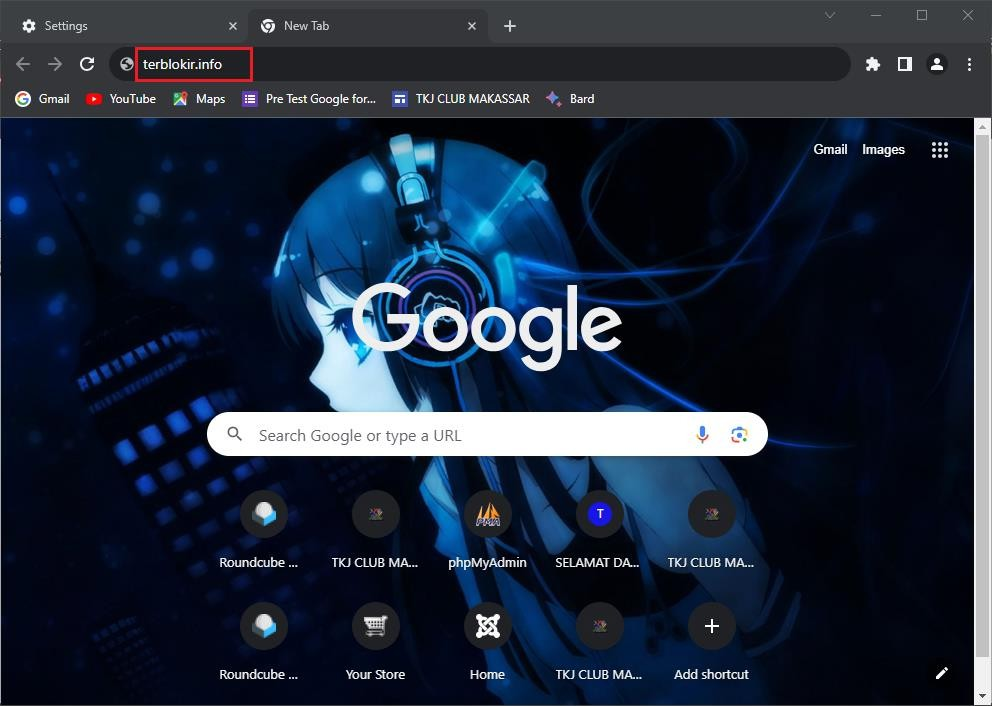 Settings
New Tab
terblokir.info
Gmail
YouTube
Maps
Pre Test Google for...
TKJ CLUB MAKASSAR
Bard
Gmail
Images
Google
Search Google or type a URL
PMA
T
Roundcube ...
TKJ CLUB MA...
phpMyAdmin
SELAMAT DA...
TKJ CLUB MA...
Roundcube ...
Your Store
Home
TKJ CLUB MA...
Add shortcut